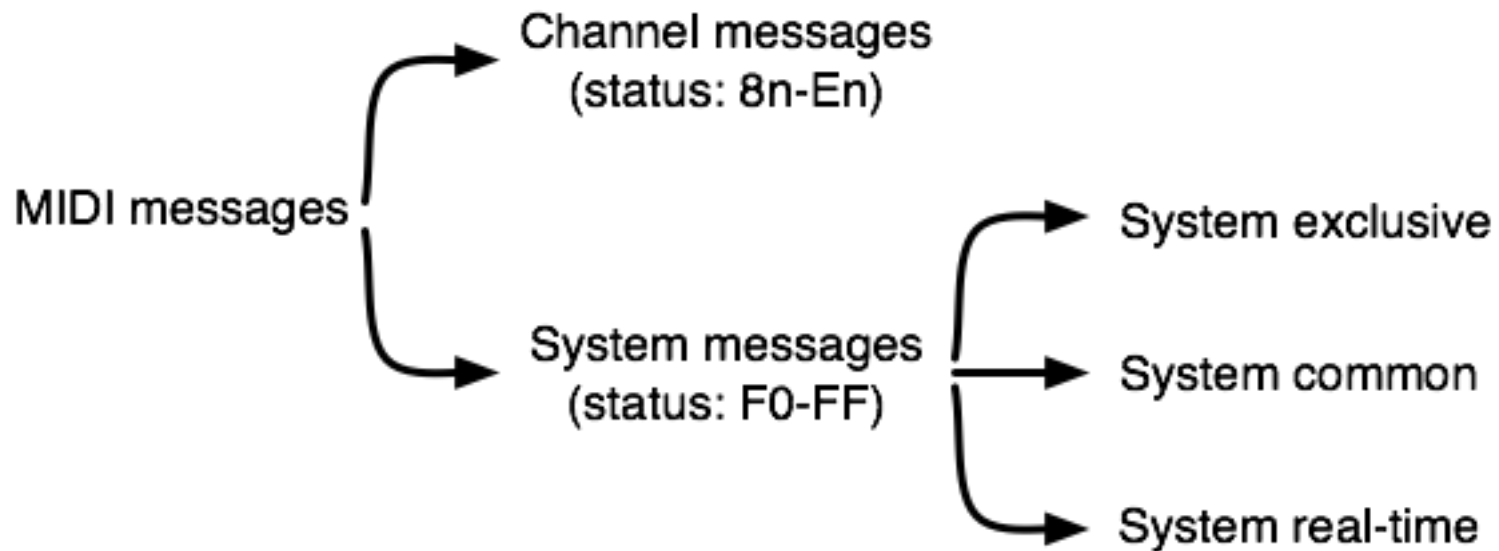 Channel messages
(status: 8n-En)
MIDI messages
System exclusive
System messages
(status: F0-FF)
System common
System real-time